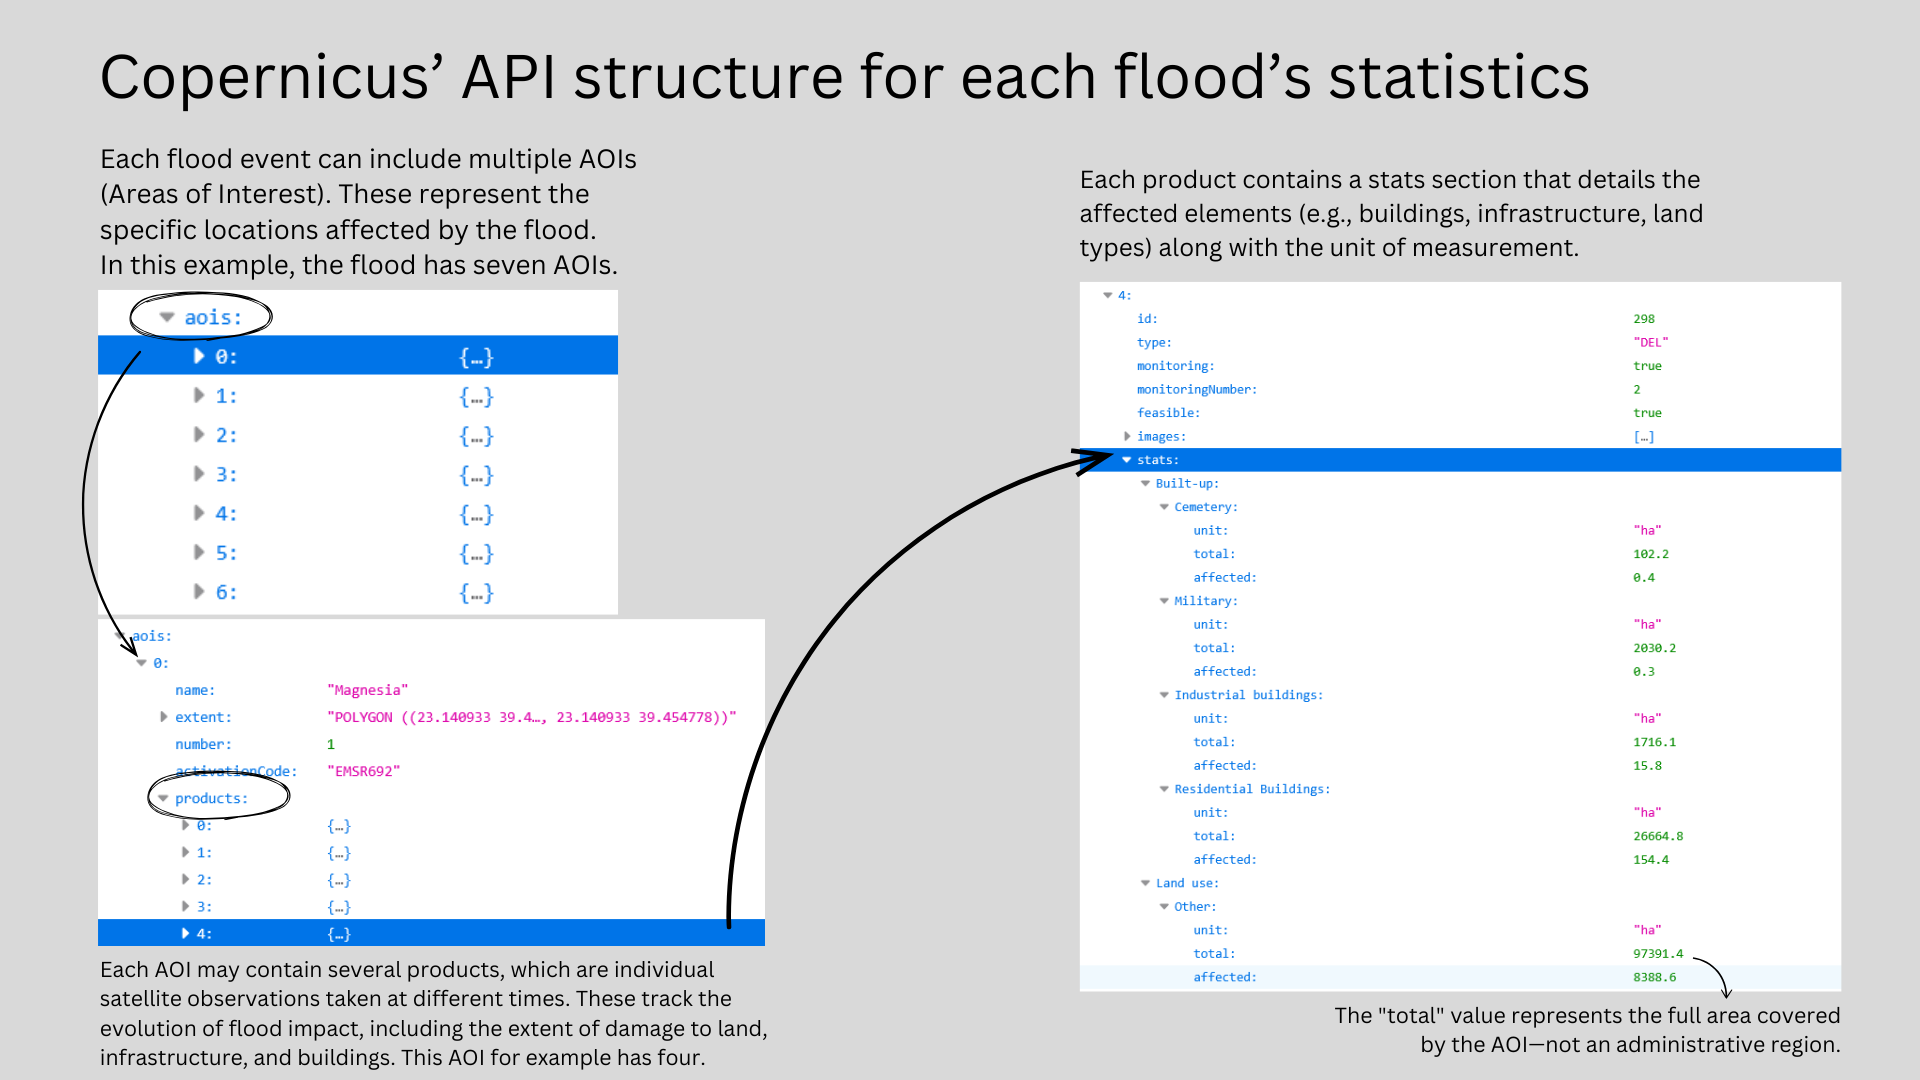 Copernicus’ API structure for each flood’s statistics
Each flood event can include multiple AOIs
(Areas of Interest). These represent the
specific locations affected by the flood.
In this example, the flood has seven AOIs.
aois:
0: {…}
1: {…}
2: {…}
3: {…}
4: {…}
5: {…}
6: {…}
aois:
0:
name: "Magnesia"
extent: "POLYGON ((23.140933 39.4…, 23.140933 39.454778))"
number: 1
activationCode: "EMSR692"
products:
0: {…}
1: {…}
2: {…}
3: {…}
4: {…}
Each AOI may contain several products, which are individual
satellite observations taken at different times. These track the
evolution of flood impact, including the extent of damage to land,
infrastructure, and buildings. This AOI for example has four.
Each product contains a stats section that details the
affected elements (e.g., buildings, infrastructure, land
types) along with the unit of measurement.
4:
id: 298
type: "DEL"
monitoring: true
monitoringNumber: 2
feasible: true
images: […]
stats:
Built-up:
Cemetery:
unit: "ha"
total: 102.2
affected: 0.4
Military:
unit: "ha"
total: 2030.2
affected: 0.3
Industrial buildings:
unit: "ha"
total: 1716.1
affected: 15.8
Residential Buildings:
unit: "ha"
total: 26664.8
affected: 154.4
Land use:
Other:
unit: "ha"
total: 97391.4
affected: 8388.6
The "total" value represents the full area covered
by the AOI—not an administrative region.